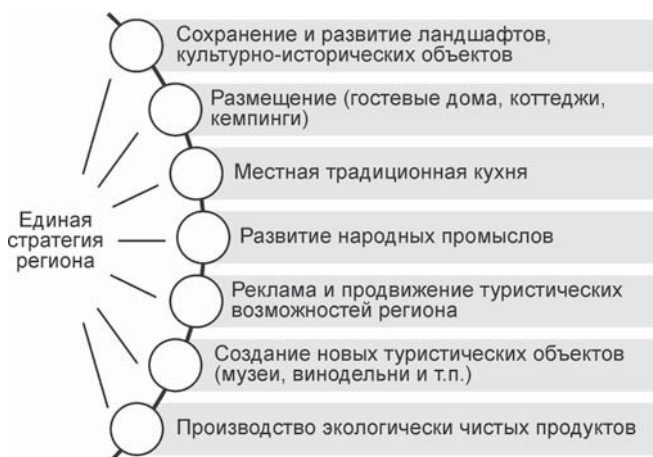 Сохранение и развитие ландшафтов,
культурно-исторических объектов
Размещение (гостевые дома, коттеджи,
кемпинги)
Местная традиционная кухня
Единая
стратегия
региона
Развитие народных промыслов
Реклама и продвижение туристических
возможностей региона
Создание новых туристических объектов
(музеи, винодельни и т.п.)
Производство экологически чистых продуктов